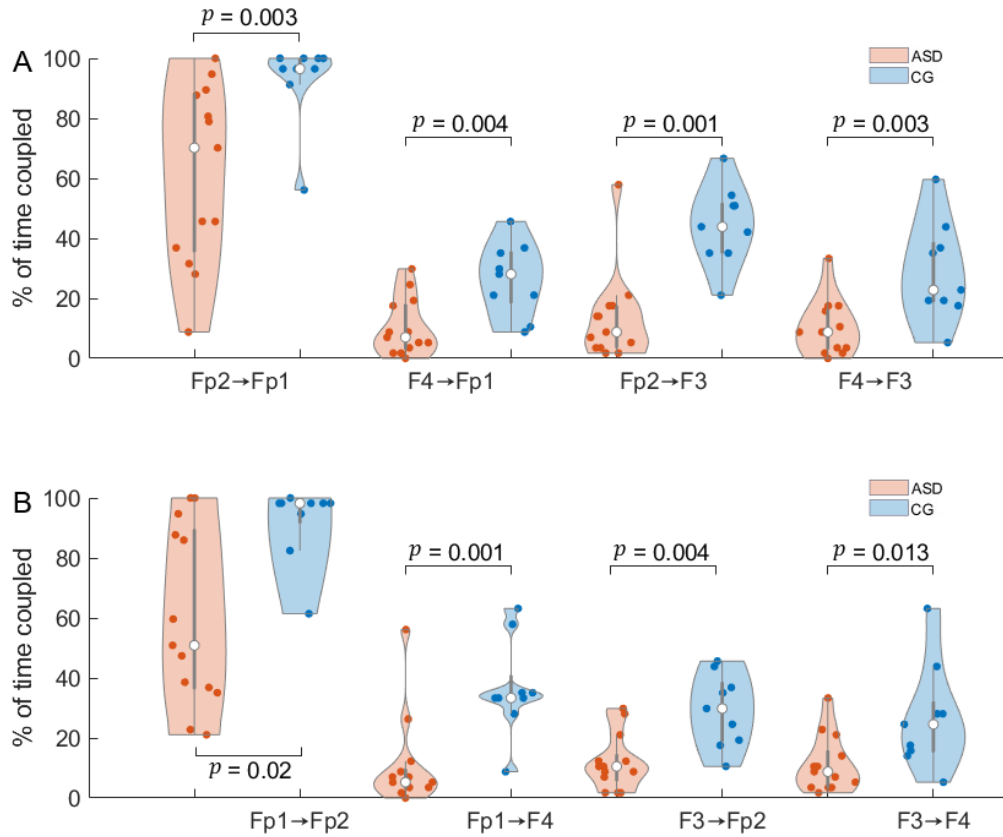 p = 0.003
A
ASD
CG
p = 0.004
p = 0.001
p = 0.003
100
80
60
40
20
0
% of time coupled
Fp2→Fp1
F4→Fp1
Fp2→F3
F4→F3
B
ASD
CG
p = 0.001
p = 0.004
p = 0.013
100
80
60
40
20
0
% of time coupled
p = 0.02
Fp1→Fp2
Fp1→F4
F3→Fp2
F3→F4